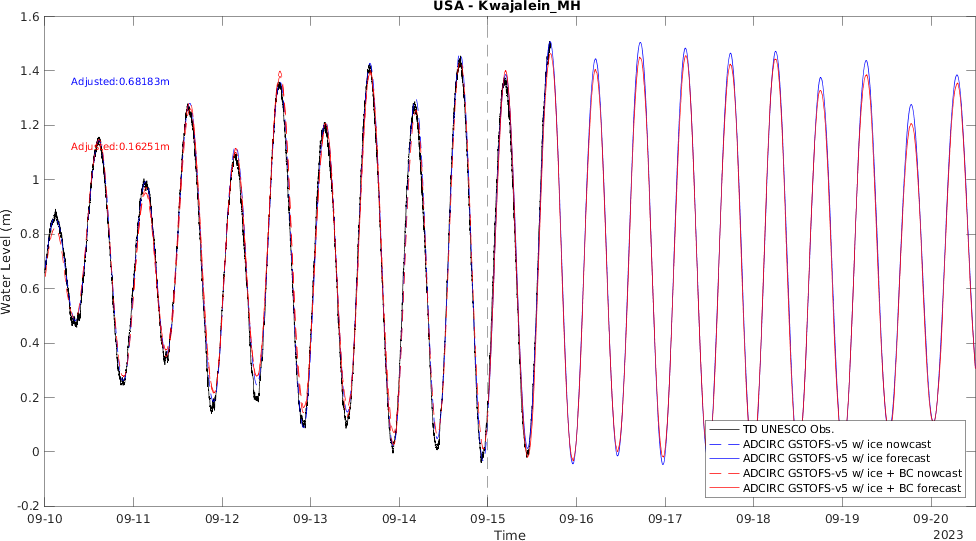 USA - Kwajalein_MH
1.6
1.4
1.2
1
0.8
0.6
0.4
0.2
0
-0.2
Water Level (m)
Adjusted:0.68183m
Adjusted:0.16251m
TD UNESCO Obs.
ADCIRC GSTOFS-v5 w/ ice nowcast
ADCIRC GSTOFS-v5 w/ ice forecast
ADCIRC GSTOFS-v5 w/ ice + BC nowcast
ADCIRC GSTOFS-v5 w/ ice + BC forecast
09-10 09-11 09-12 09-13 09-14 09-15 09-16 09-17 09-18 09-19 09-20
Time
2023